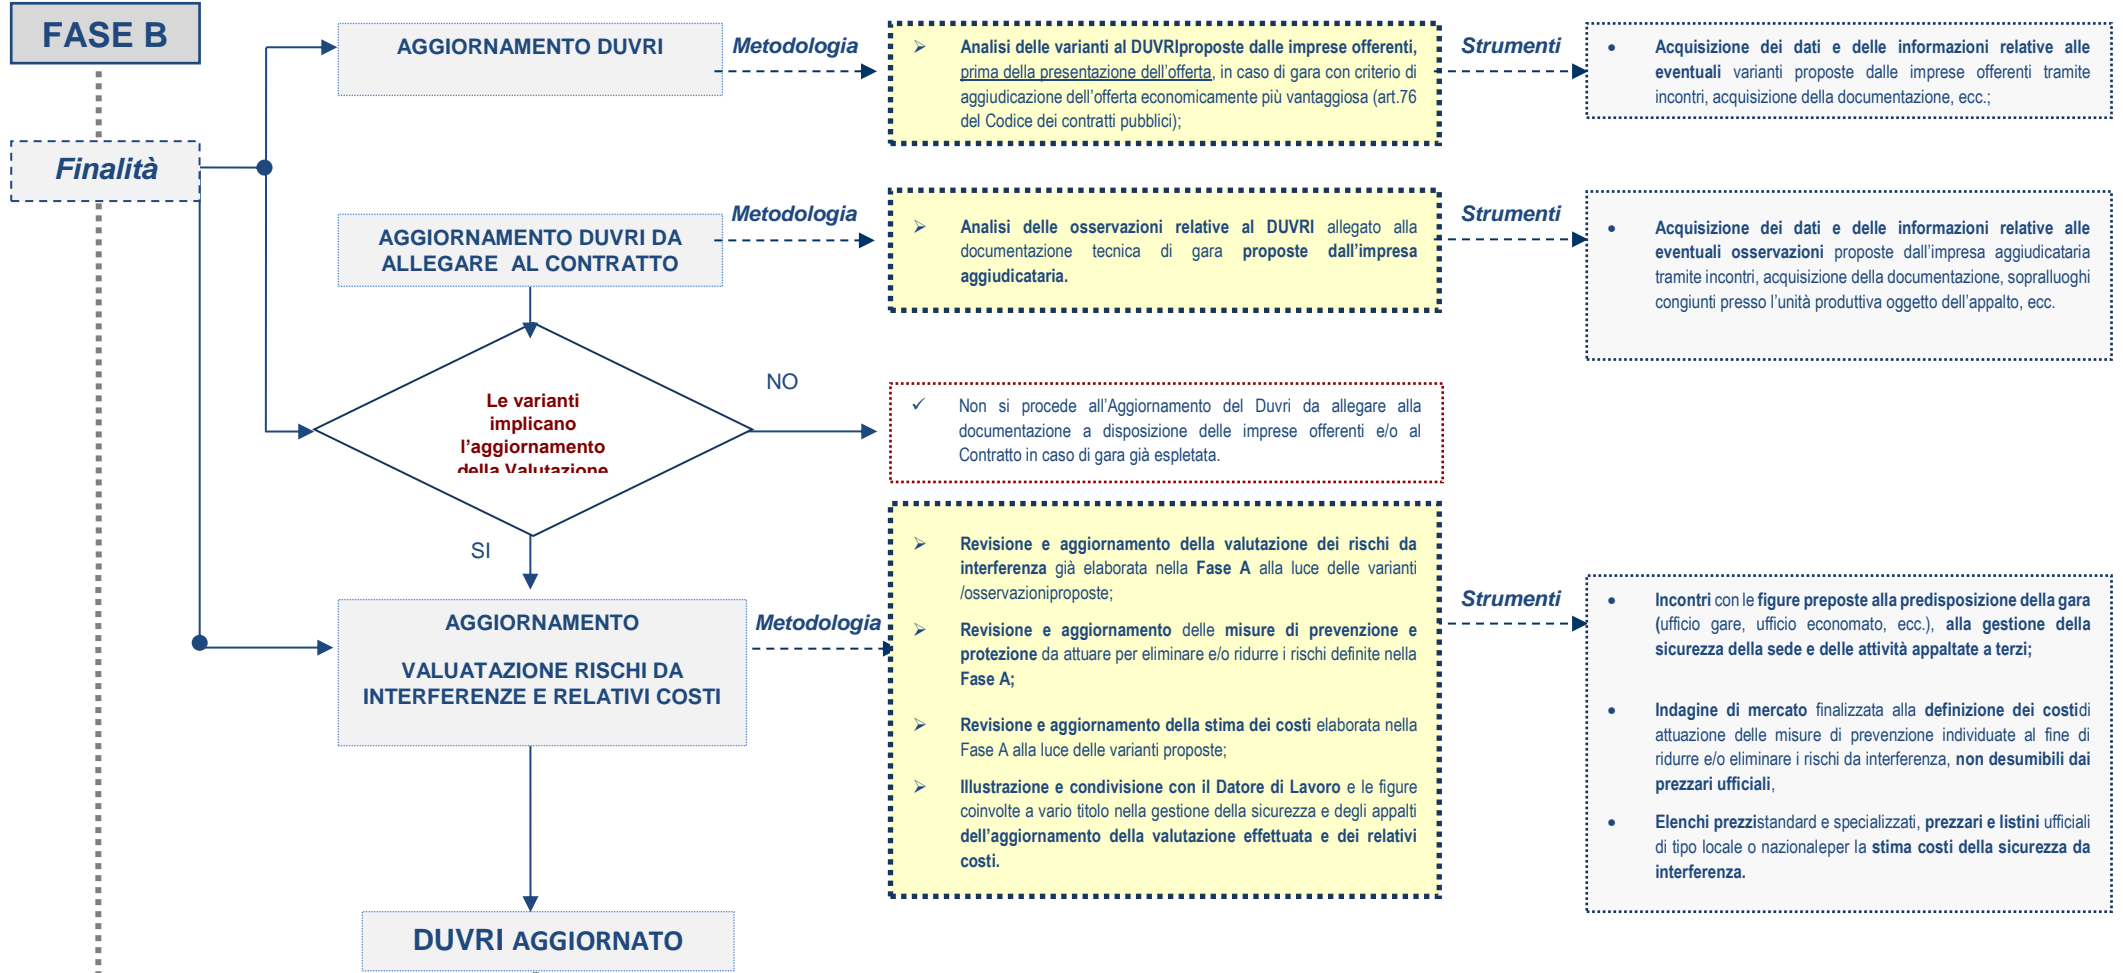 FASE B
AGGIORNAMENTO DUVRI
Metodologia
➢ Analisi delle varianti al DUVRIproposte dalle imprese offerenti,
prima della presentazione dell’offerta, in caso di gara con criterio di
aggiudicazione dell’offerta economicamente più vantaggiosa (art.76
del Codice dei contratti pubblici);
Strumenti
• Acquisizione dei dati e delle informazioni relative alle
eventuali varianti proposte dalle imprese offerenti tramite
incontri, acquisizione della documentazione, ecc.;
Finalità
AGGIORNAMENTO DUVRI DA
ALLEGARE AL CONTRATTO
Metodologia
➢ Analisi delle osservazioni relative al DUVRI allegato alla
documentazione tecnica di gara proposte dall’impresa
aggiudicataria.
Strumenti
• Acquisizione dei dati e delle informazioni relative alle
eventuali osservazioni proposte dall’impresa aggiudicataria
tramite incontri, acquisizione della documentazione, sopralluoghi
congiunti presso l’unità produttiva oggetto dell’appalto, ecc.
Le varianti
implicano
l’aggiornamento
della Valutazione
NO
✓ Non si procede all’Aggiornamento del Duvri da allegare alla
documentazione a disposizione delle imprese offerenti e/o al
Contratto in caso di gara già espletata.
SI
AGGIORNAMENTO
VALUATAZIONE RISCHI DA
INTERFERENZE E RELATIVI COSTI
Metodologia
➢ Revisione e aggiornamento della valutazione dei rischi da
interferenza già elaborata nella Fase A alla luce delle varianti
/osservazioniproposte;
➢ Revisione e aggiornamento delle misure di prevenzione e
protezione da attuare per eliminare e/o ridurre i rischi definite nella
Fase A;
➢ Revisione e aggiornamento della stima dei costi elaborata nella
Fase A alla luce delle varianti proposte;
➢ Illustrazione e condivisione con il Datore di Lavoro e le figure
coinvolte a vario titolo nella gestione della sicurezza e degli appalti
dell’aggiornamento della valutazione effettuata e dei relativi
costi.
Strumenti
• Incontri con le figure preposte alla predisposizione della gara
(ufficio gare, ufficio economato, ecc.), alla gestione della
sicurezza della sede e delle attività appaltate a terzi;
• Indagine di mercato finalizzata alla definizione dei costidi
attuazione delle misure di prevenzione individuate al fine di
ridurre e/o eliminare i rischi da interferenza, non desumibili dai
prezzari ufficiali,
• Elenchi prezzistandard e specializzati, prezzari e listini ufficiali
di tipo locale o nazionaleper la stima costi della sicurezza da
interferenza.
DUVRI AGGIORNATO